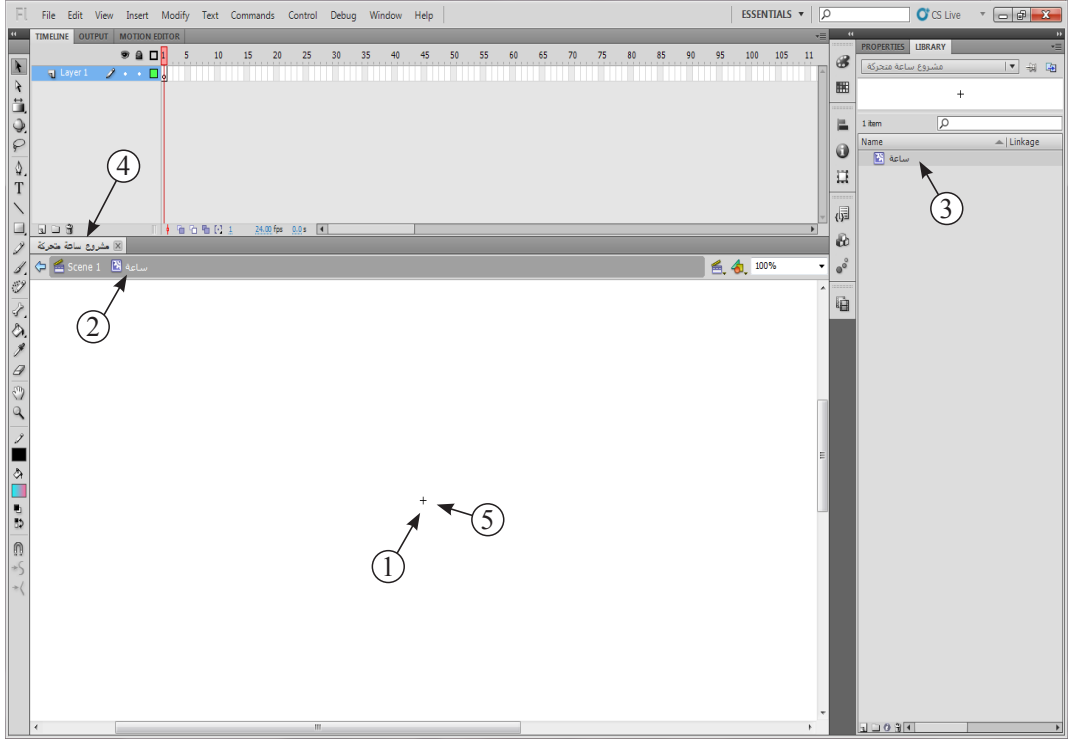 Fl File Edit View Insert Modify Text Commands Control Debug Window Help ESSENTIALS CS Live
TIMELINE OUTPUT MOTION EDITOR
1 5 10 15 20 25 30 35 40 45 50 55 60 65 70 75 80 85 90 95 100 105 11
Layer 1
4
1 24.00 fps 0.0 s
مشروع ساعة متحركة
Scene 1 ساعة 100%
2
5
1
PROPERTIES LIBRARY
مشروع ساعة متحركة
1 item
Name Linkage
ساعة
3
T